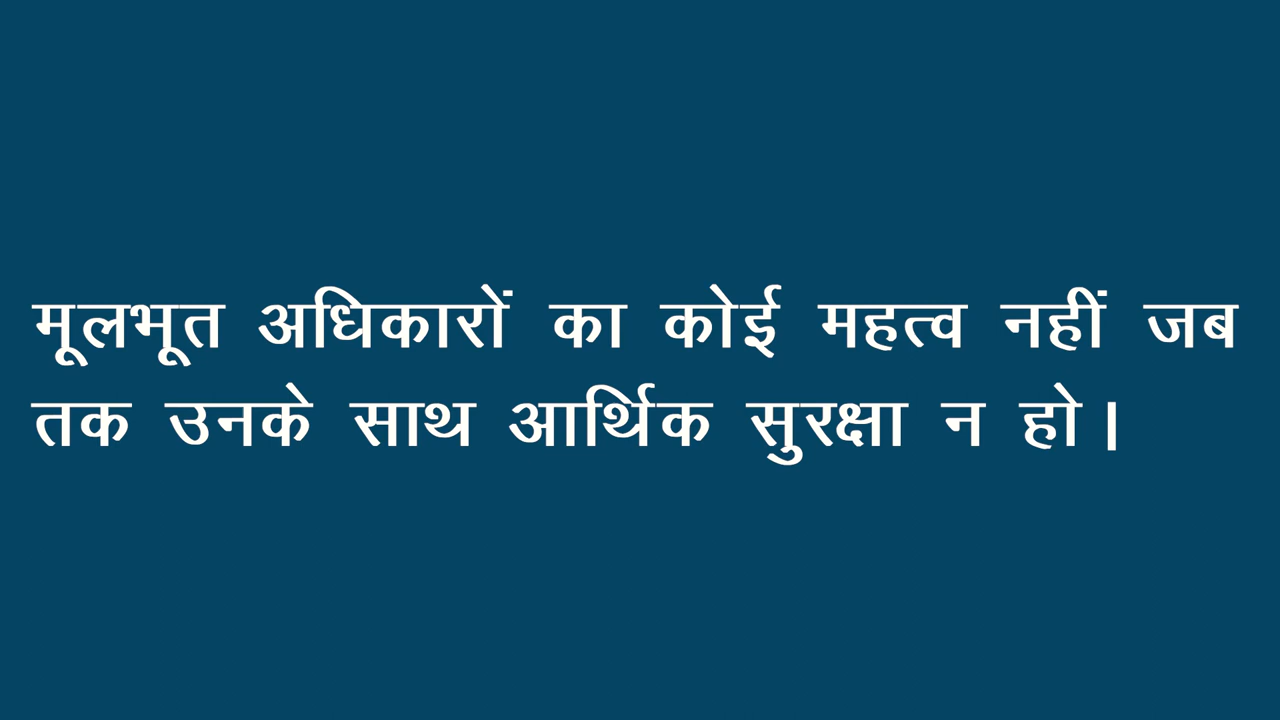 मूलभूत अधिकारों का कोई महत्व नहीं जब
तक उनके साथ आर्थिक सुरक्षा न हो।